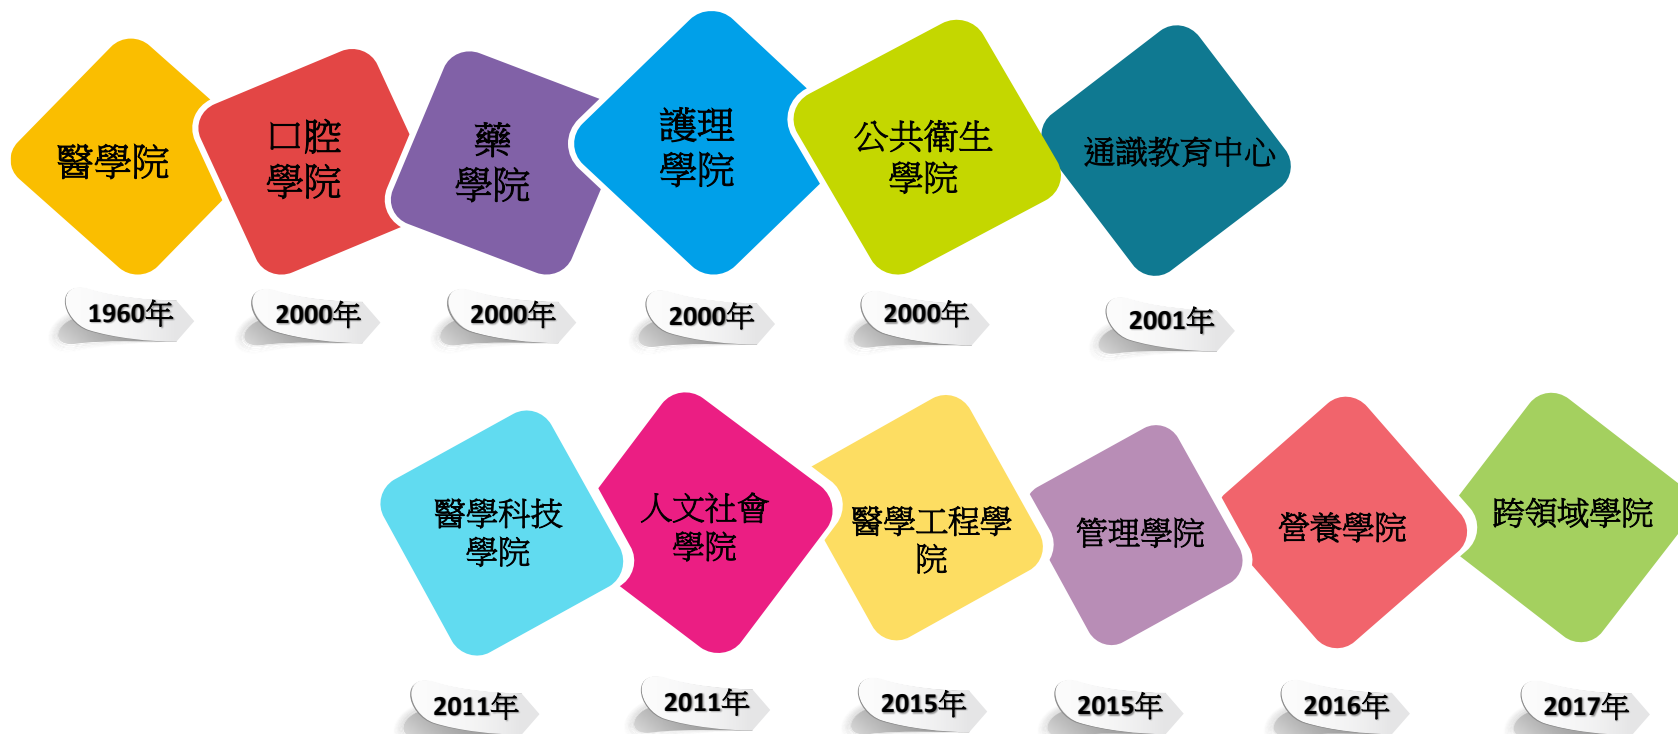 醫學院
口腔
學院
藥
學院
護理
學院
公共衛生
學院
通識教育中心
1960年
2000年
2000年
2000年
2000年
2001年
醫學科技
學院
人文社會
學院
醫學工程學
院
管理學院
營養學院
跨領域學院
2011年
2011年
2015年
2015年
2016年
2017年